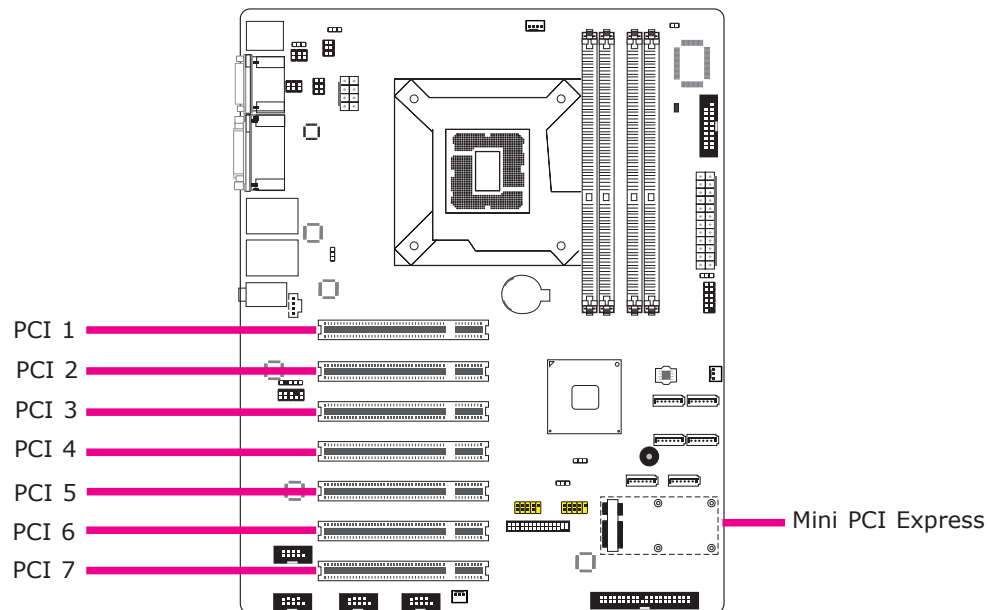 PCI 1
PCI 2
PCI 3
PCI 4
PCI 5
PCI 6
PCI 7
Mini PCI Express